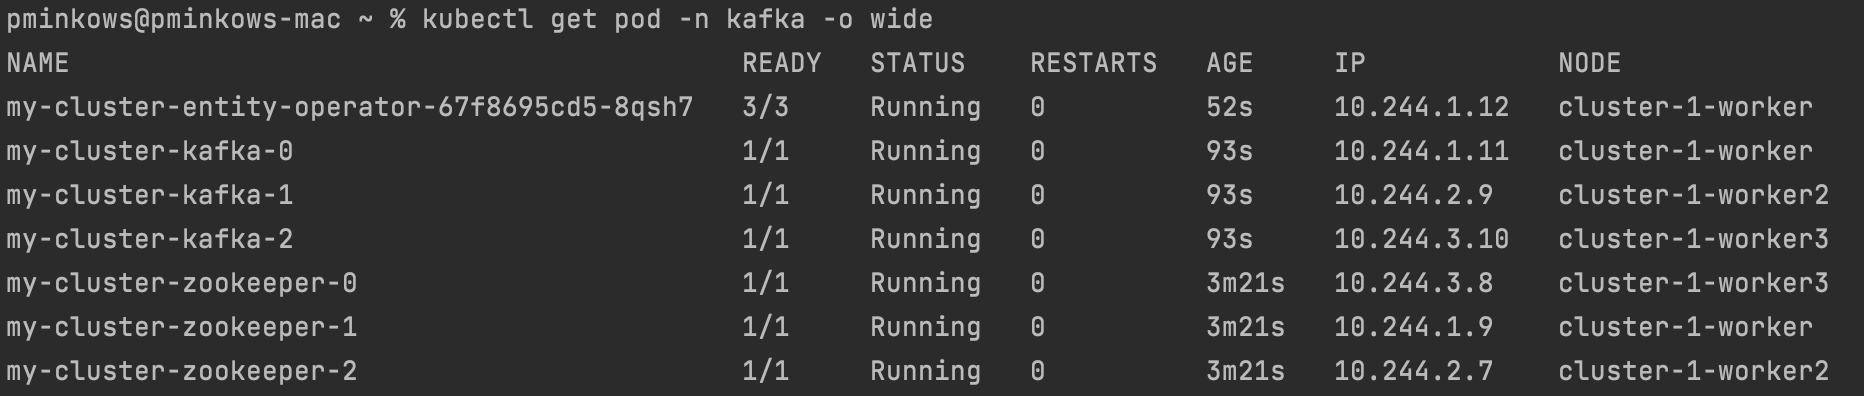 pminkows@pminkows-mac ~ % kubectl get pod -n kafka -o wide
NAME                                          READY   STATUS    RESTARTS   AGE     IP            NODE
my-cluster-entity-operator-67f8695cd5-8qsh7   3/3     Running   0          52s     10.244.1.12   cluster-1-worker
my-cluster-kafka-0                            1/1     Running   0          93s     10.244.1.11   cluster-1-worker
my-cluster-kafka-1                            1/1     Running   0          93s     10.244.2.9    cluster-1-worker2
my-cluster-kafka-2                            1/1     Running   0          93s     10.244.3.10   cluster-1-worker3
my-cluster-zookeeper-0                        1/1     Running   0          3m21s   10.244.3.8    cluster-1-worker3
my-cluster-zookeeper-1                        1/1     Running   0          3m21s   10.244.1.9    cluster-1-worker
my-cluster-zookeeper-2                        1/1     Running   0          3m21s   10.244.2.7    cluster-1-worker2